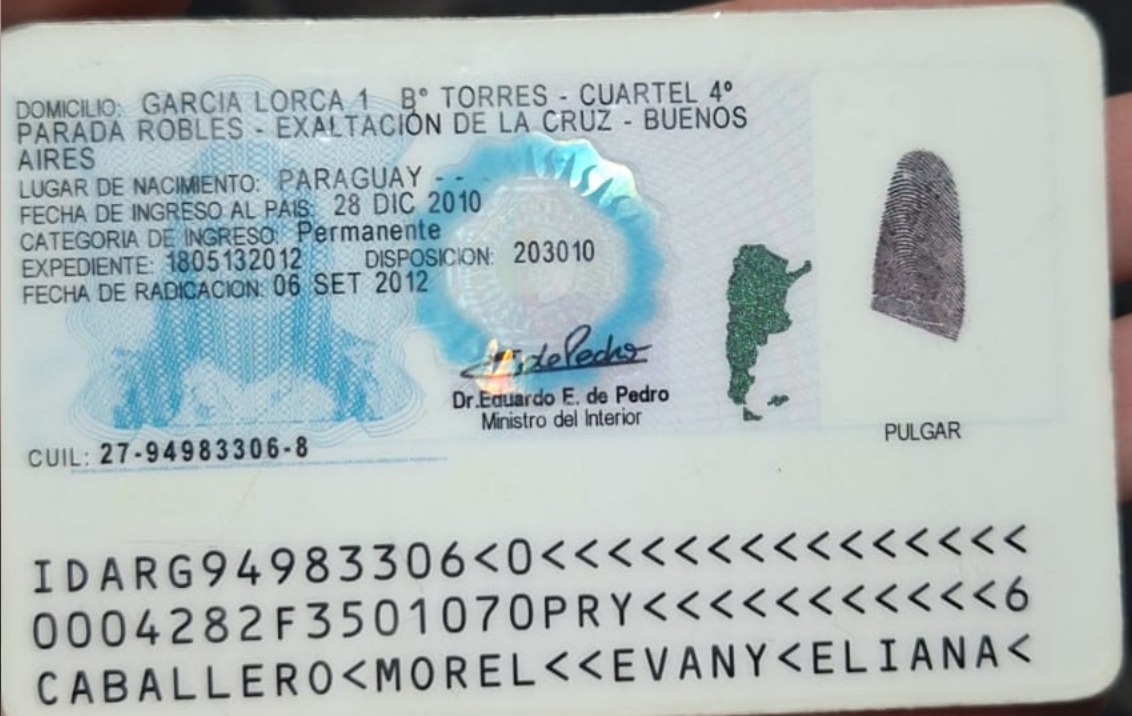 DOMICILIO: GARCIA LORCA 1 Bº TORRES - CUARTEL 4º
PARADA ROBLES - EXALTACIÓN DE LA CRUZ - BUENOS
AIRES
LUGAR DE NACIMIENTO: PARAGUAY - -
FECHA DE INGRESO AL PAIS: 28 DIC 2010
CATEGORIA DE INGRESO: Permanente
EXPEDIENTE: 1805132012 DISPOSICION: 203010
FECHA DE RADICACION: 06 SET 2012
Dr.Eduardo E. de Pedro
Ministro del Interior
PULGAR
CUIL: 27-94983306-8
IDARG94983306<0<<<<<<<<<<<<<<<
0004282F3501070PRY<<<<<<<<<<<6
CABALLERO<MOREL<<EVANY<ELIANA<